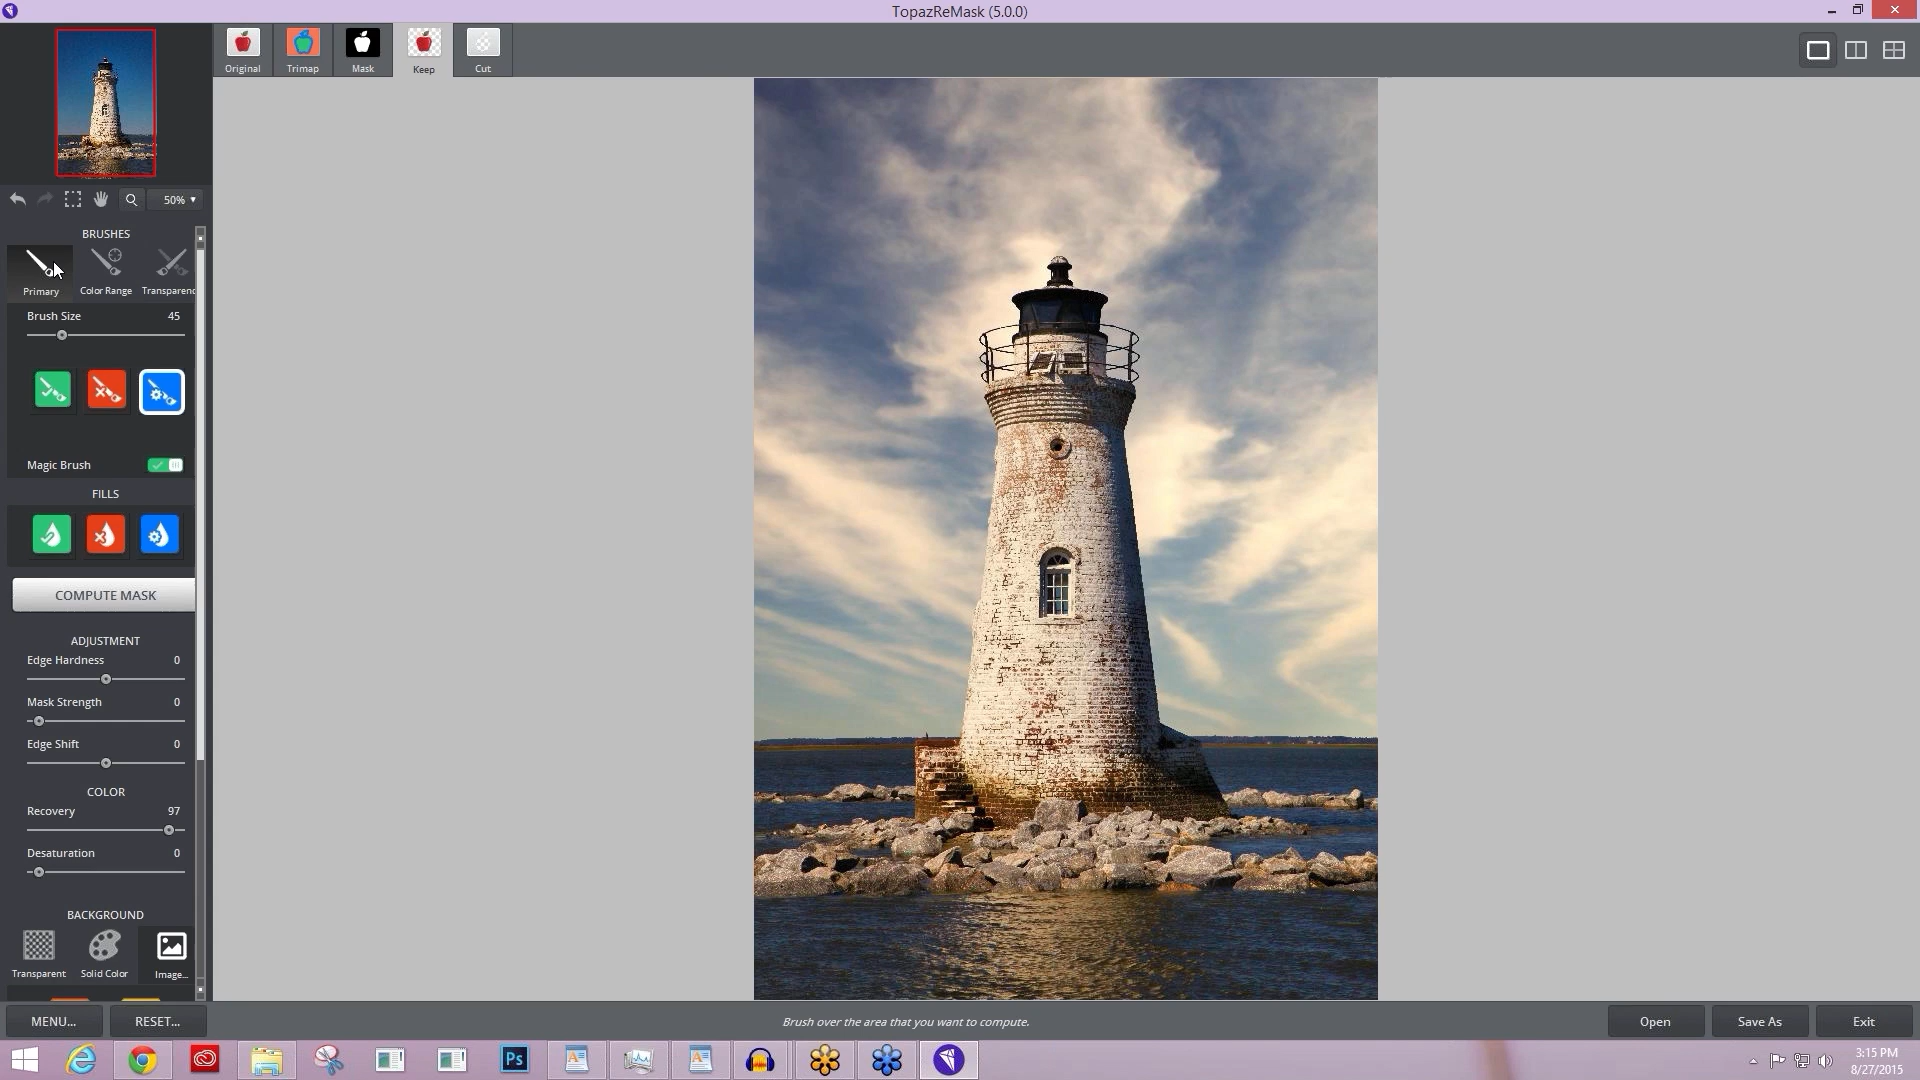 TopazReMask (5.0.0)
Original
Trimap
Mask
Keep
Cut
50%
BRUSHES
Primary
Color Range
Transparenc
Brush Size 45
Magic Brush
FILLS
COMPUTE MASK
ADJUSTMENT
Edge Hardness 0
Mask Strength 0
Edge Shift 0
COLOR
Recovery 97
Desaturation 0
BACKGROUND
Transparent
Solid Color
Image...
MENU...
RESET...
Brush over the area that you want to compute.
Open
Save As
Exit
Ps
3:15 PM
8/27/2015